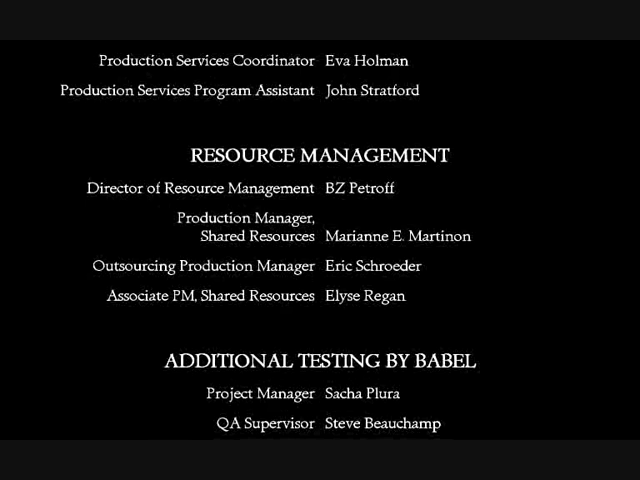 Production Services Coordinator Eva Holman
Production Services Program Assistant John Stratford
RESOURCE MANAGEMENT
Director of Resource Management BZ Petroff
Production Manager,
Shared Resources Marianne E. Martinon
Outsourcing Production Manager Eric Schroeder
Associate PM, Shared Resources Elyse Regan
ADDITIONAL TESTING BY BABEL
Project Manager Sacha Plura
QA Supervisor Steve Beauchamp